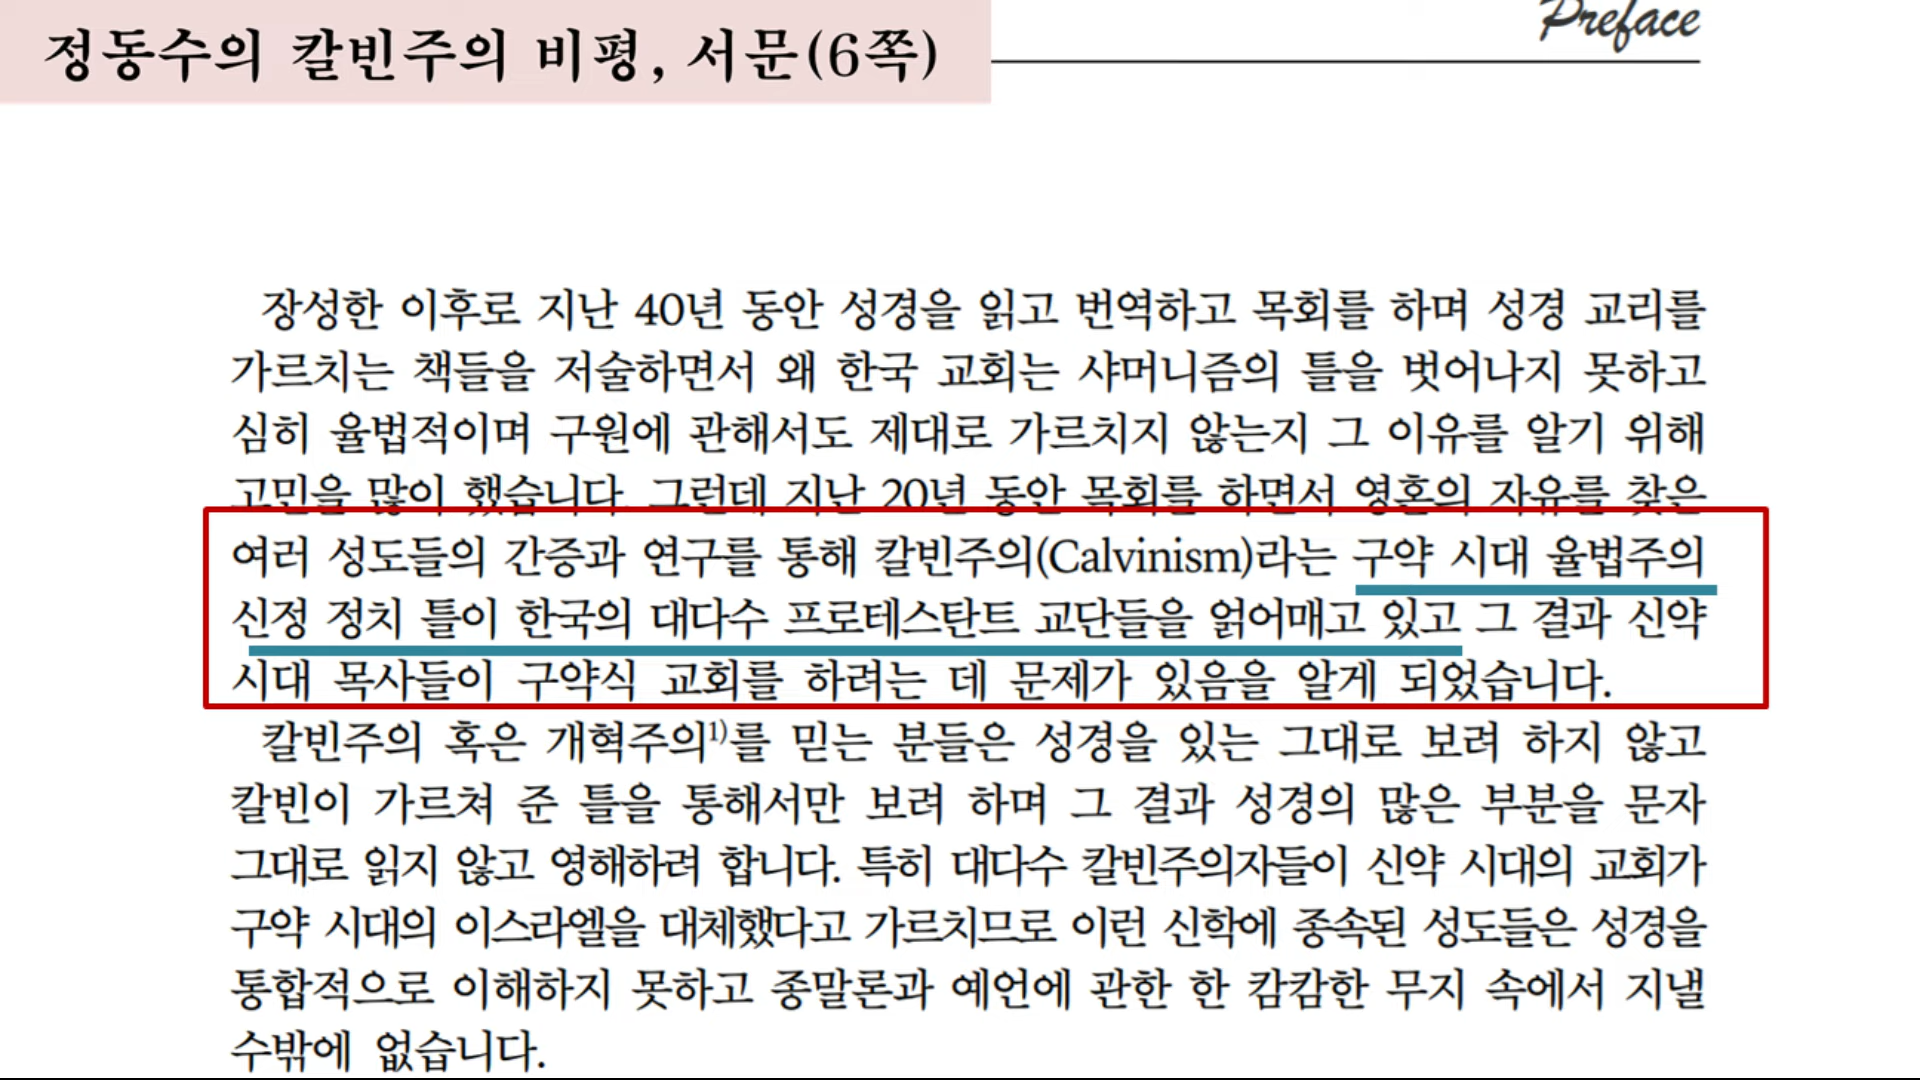 정동수의 칼빈주의 비평, 서문(6쪽)
Preface
장성한 이후로 지난 40년 동안 성경을 읽고 번역하고 목회를 하며 성경 교리를
가르치는 책들을 저술하면서 왜 한국 교회는 샤머니즘의 틀을 벗어나지 못하고
심히 율법적이며 구원에 관해서도 제대로 가르치지 않는지 그 이유를 알기 위해
고민을 많이 했습니다. 그런데 지난 20년 동안 목회를 하면서 영혼의 자유를 찾은
여러 성도들의 간증과 연구를 통해 칼빈주의(Calvinism)라는 구약 시대 율법주의
신정 정치 틀이 한국의 대다수 프로테스탄트 교단들을 얽어매고 있고 그 결과 신약
시대 목사들이 구약식 교회를 하려는 데 문제가 있음을 알게 되었습니다.
칼빈주의 혹은 개혁주의1)를 믿는 분들은 성경을 있는 그대로 보려 하지 않고
칼빈이 가르쳐 준 틀을 통해서만 보려 하며 그 결과 성경의 많은 부분을 문자
그대로 읽지 않고 영해하려 합니다. 특히 대다수 칼빈주의자들이 신약 시대의 교회가
구약 시대의 이스라엘을 대체했다고 가르치므로 이런 신학에 종속된 성도들은 성경을
통합적으로 이해하지 못하고 종말론과 예언에 관한 한 캄캄한 무지 속에서 지낼
수밖에 없습니다.